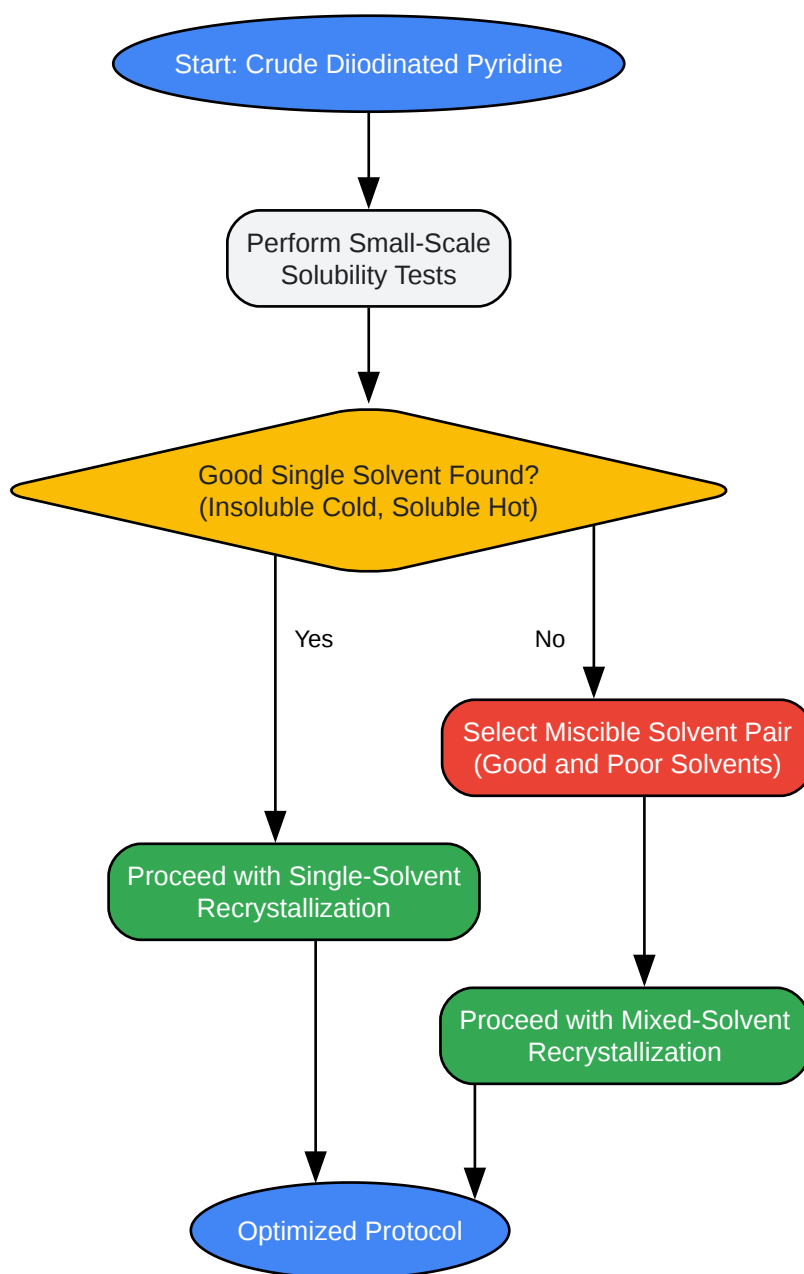 Start: Crude Diiodinated Pyridine
Perform Small-Scale
Solubility Tests
Good Single Solvent Found?
(Insoluble Cold, Soluble Hot)
Yes
No
Select Miscible Solvent Pair
(Good and Poor Solvents)
Proceed with Single-Solvent
Recrystallization
Proceed with Mixed-Solvent
Recrystallization
Optimized Protocol